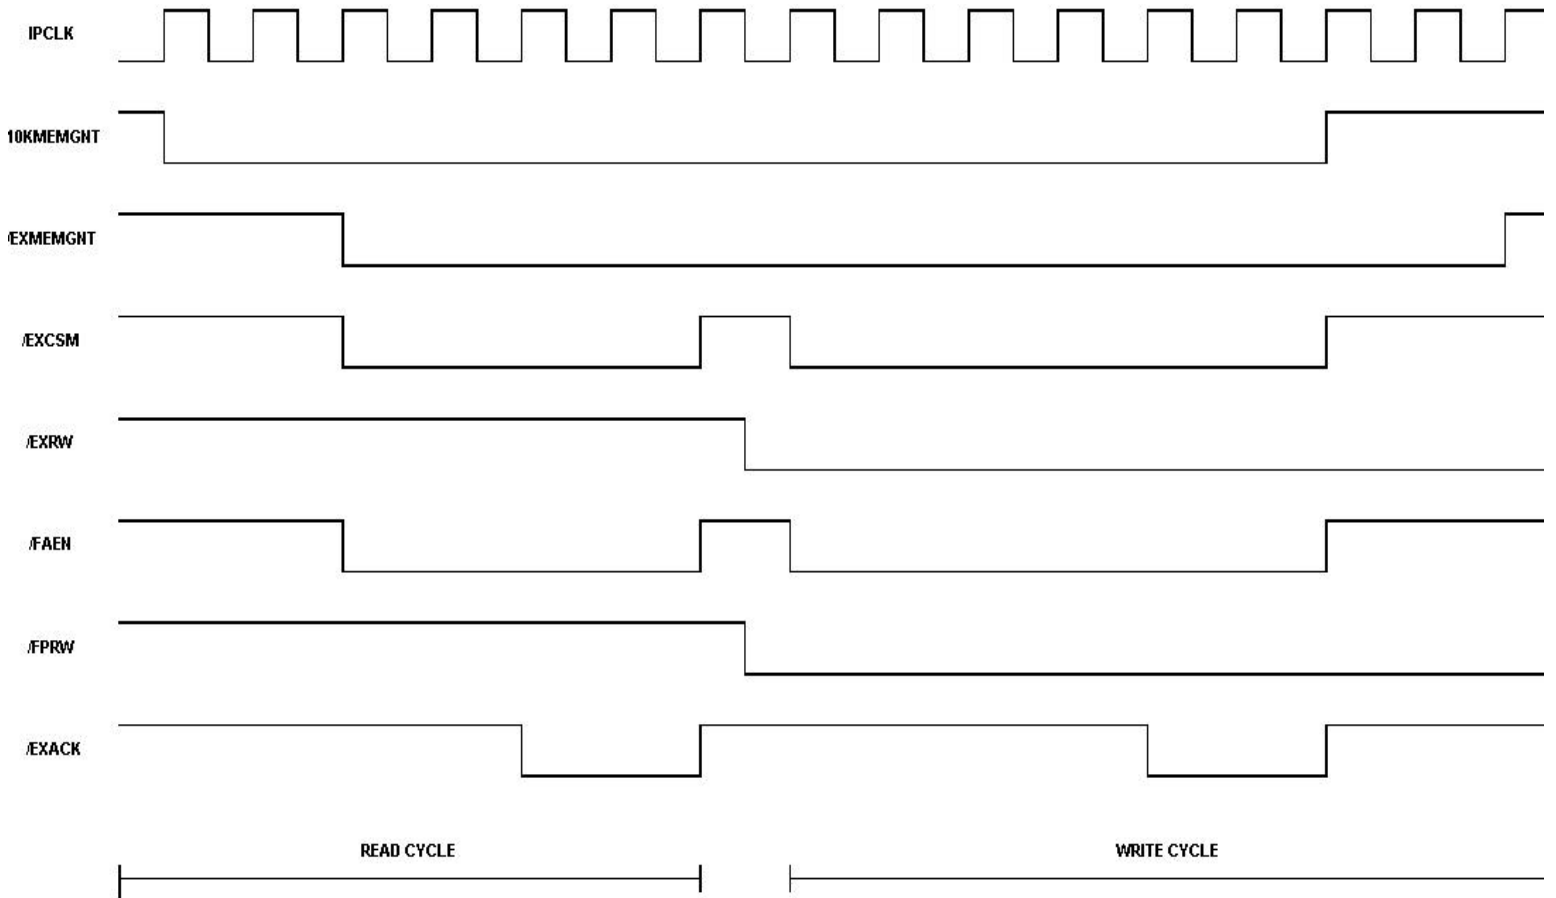 IPCLK
10KMEMGNT
/EXMEMGNT
/EXCSM
/EXRW
/FAEN
/FPRW
/EXACK
READ CYCLE
WRITE CYCLE